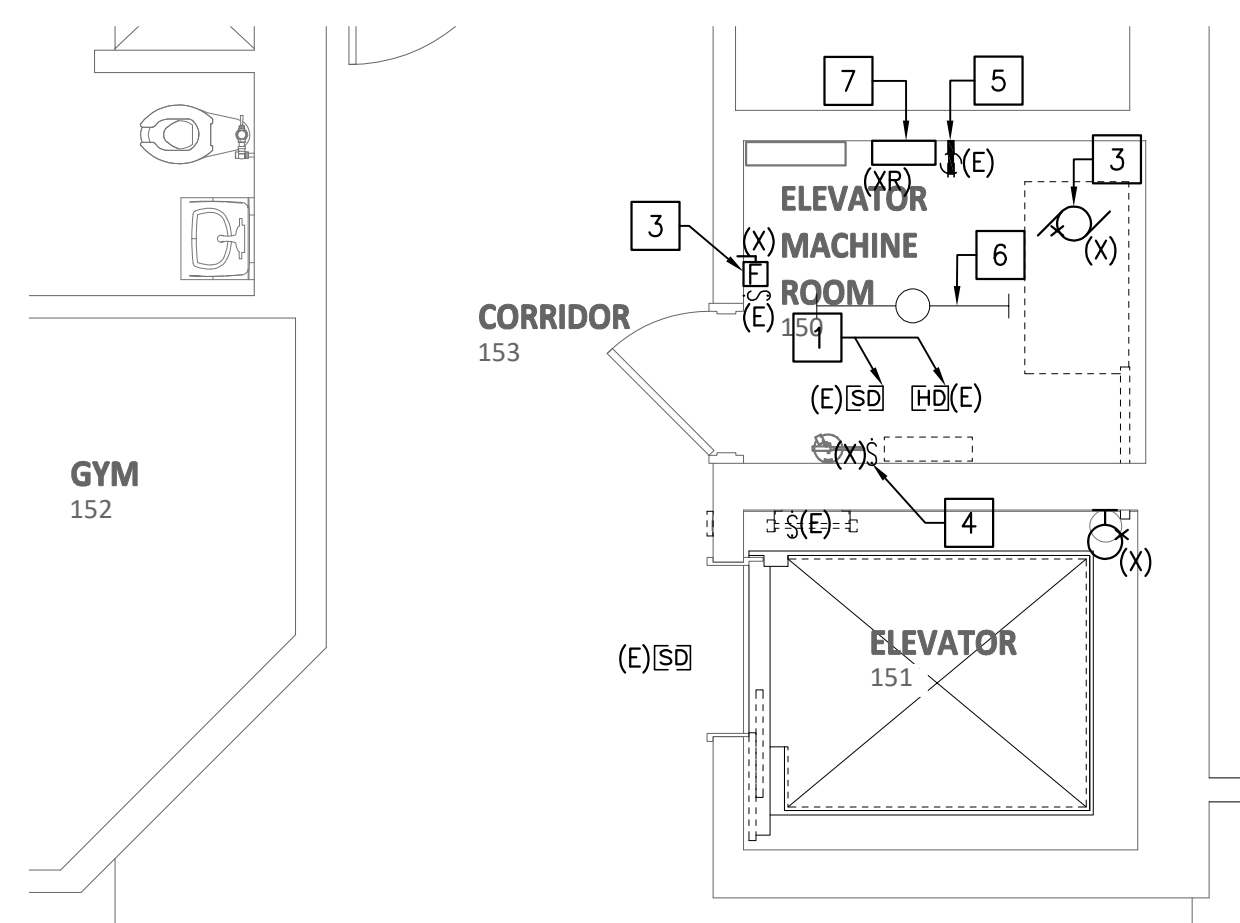 7
5
(E)
3
(XR)
ELEVATOR
MACHINE
ROOM
150
3
(X)
F
S
(E)
(X)
6
1
CORRIDOR
153
(E) SD
HD (E)
GYM
152
(X) S
4
S (E)
(X)
(E) SD
ELEVATOR
151